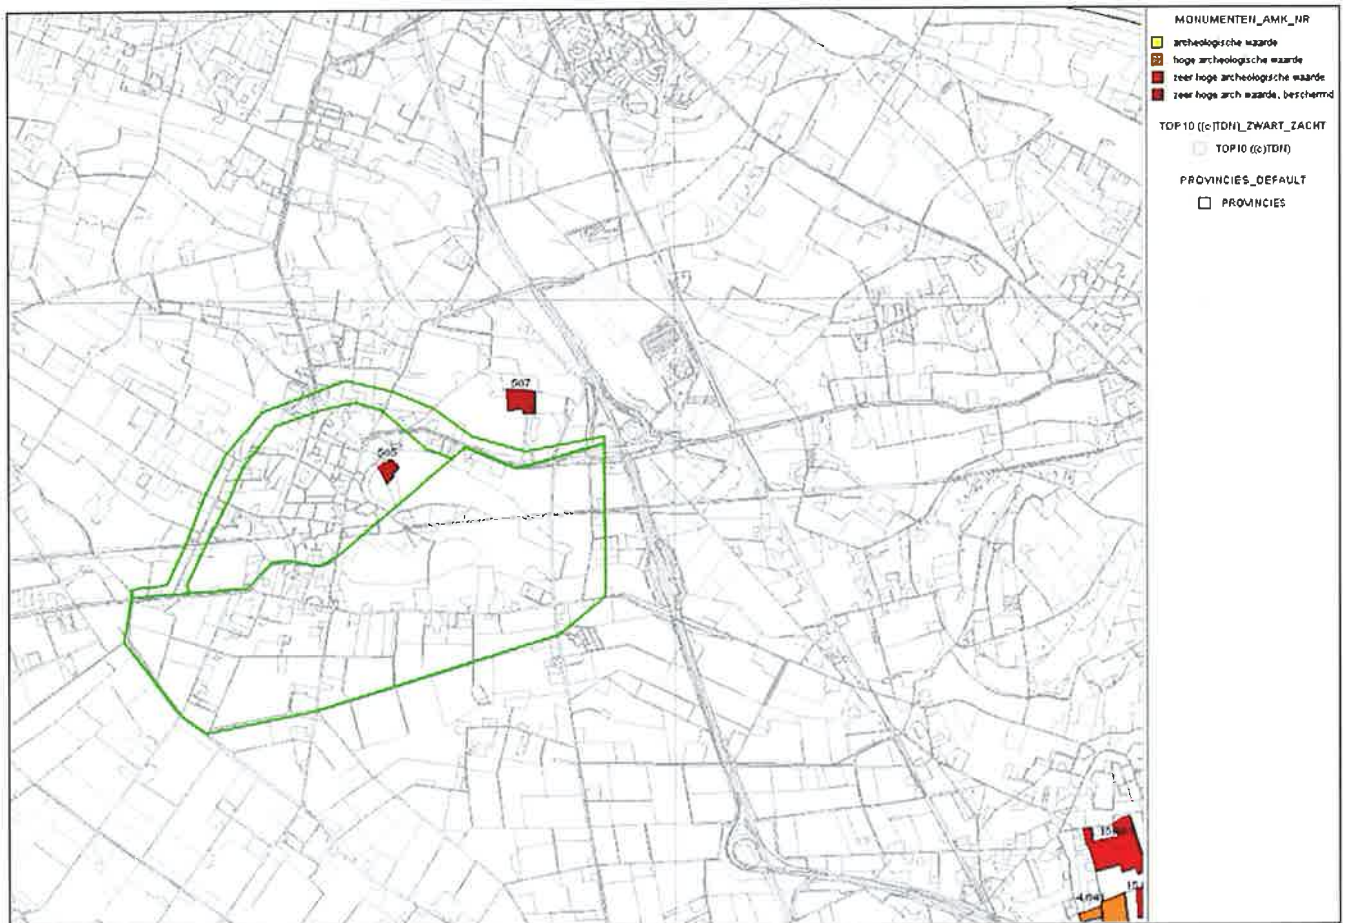 MONUMENTEN_AMK_NR
archeologische waarde
hoge archeologische waarde
zeer hoge archeologische waarde
zeer hoge arch waarde, beschermd
TOP10 ((c)TDN)_ZWART_ZACHT
TOP10 ((c)TDN)
PROVINCIES_DEFAULT
PROVINCIES
507
505